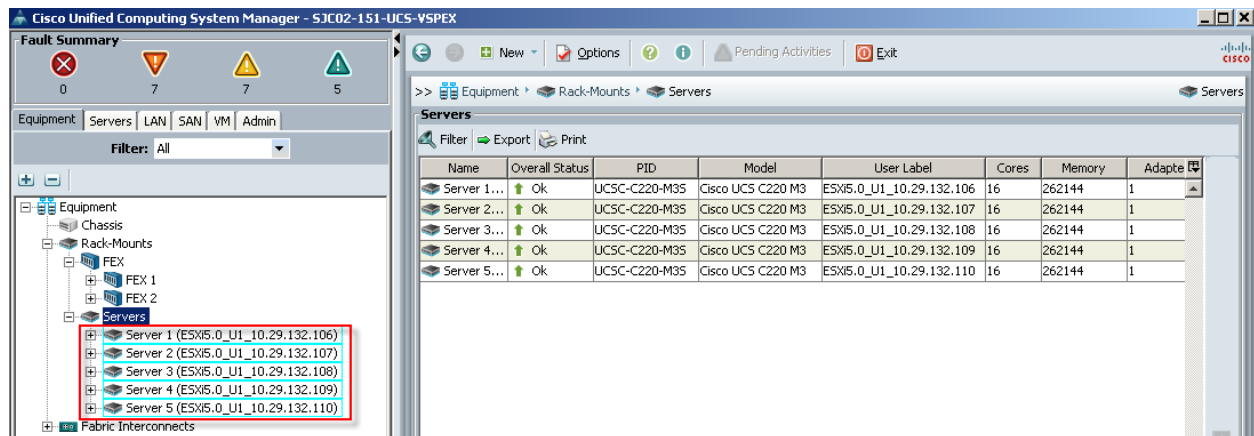 Cisco Unified Computing System Manager - SJC02-151-UCS-VSPEX
Fault Summary
0 7 7 5
New Options Pending Activities Exit
CISCO
>> Equipment Rack-Mounts Servers Servers
Equipment Servers LAN SAN VM Admin
Filter: All
Equipment
Chassis
Rack-Mounts
FEX
FEX 1
FEX 2
Servers
Server 1 (ESXi5.0_U1_10.29.132.106)
Server 2 (ESXi5.0_U1_10.29.132.107)
Server 3 (ESXi5.0_U1_10.29.132.108)
Server 4 (ESXi5.0_U1_10.29.132.109)
Server 5 (ESXi5.0_U1_10.29.132.110)
Fabric Interconnects
Servers
Filter Export Print
Name Overall Status PID Model User Label Cores Memory Adapte
Server 1... Ok UCSC-C220-M3S Cisco UCS C220 M3 ESXi5.0_U1_10.29.132.106 16 262144 1
Server 2... Ok UCSC-C220-M3S Cisco UCS C220 M3 ESXi5.0_U1_10.29.132.107 16 262144 1
Server 3... Ok UCSC-C220-M3S Cisco UCS C220 M3 ESXi5.0_U1_10.29.132.108 16 262144 1
Server 4... Ok UCSC-C220-M3S Cisco UCS C220 M3 ESXi5.0_U1_10.29.132.109 16 262144 1
Server 5... Ok UCSC-C220-M3S Cisco UCS C220 M3 ESXi5.0_U1_10.29.132.110 16 262144 1